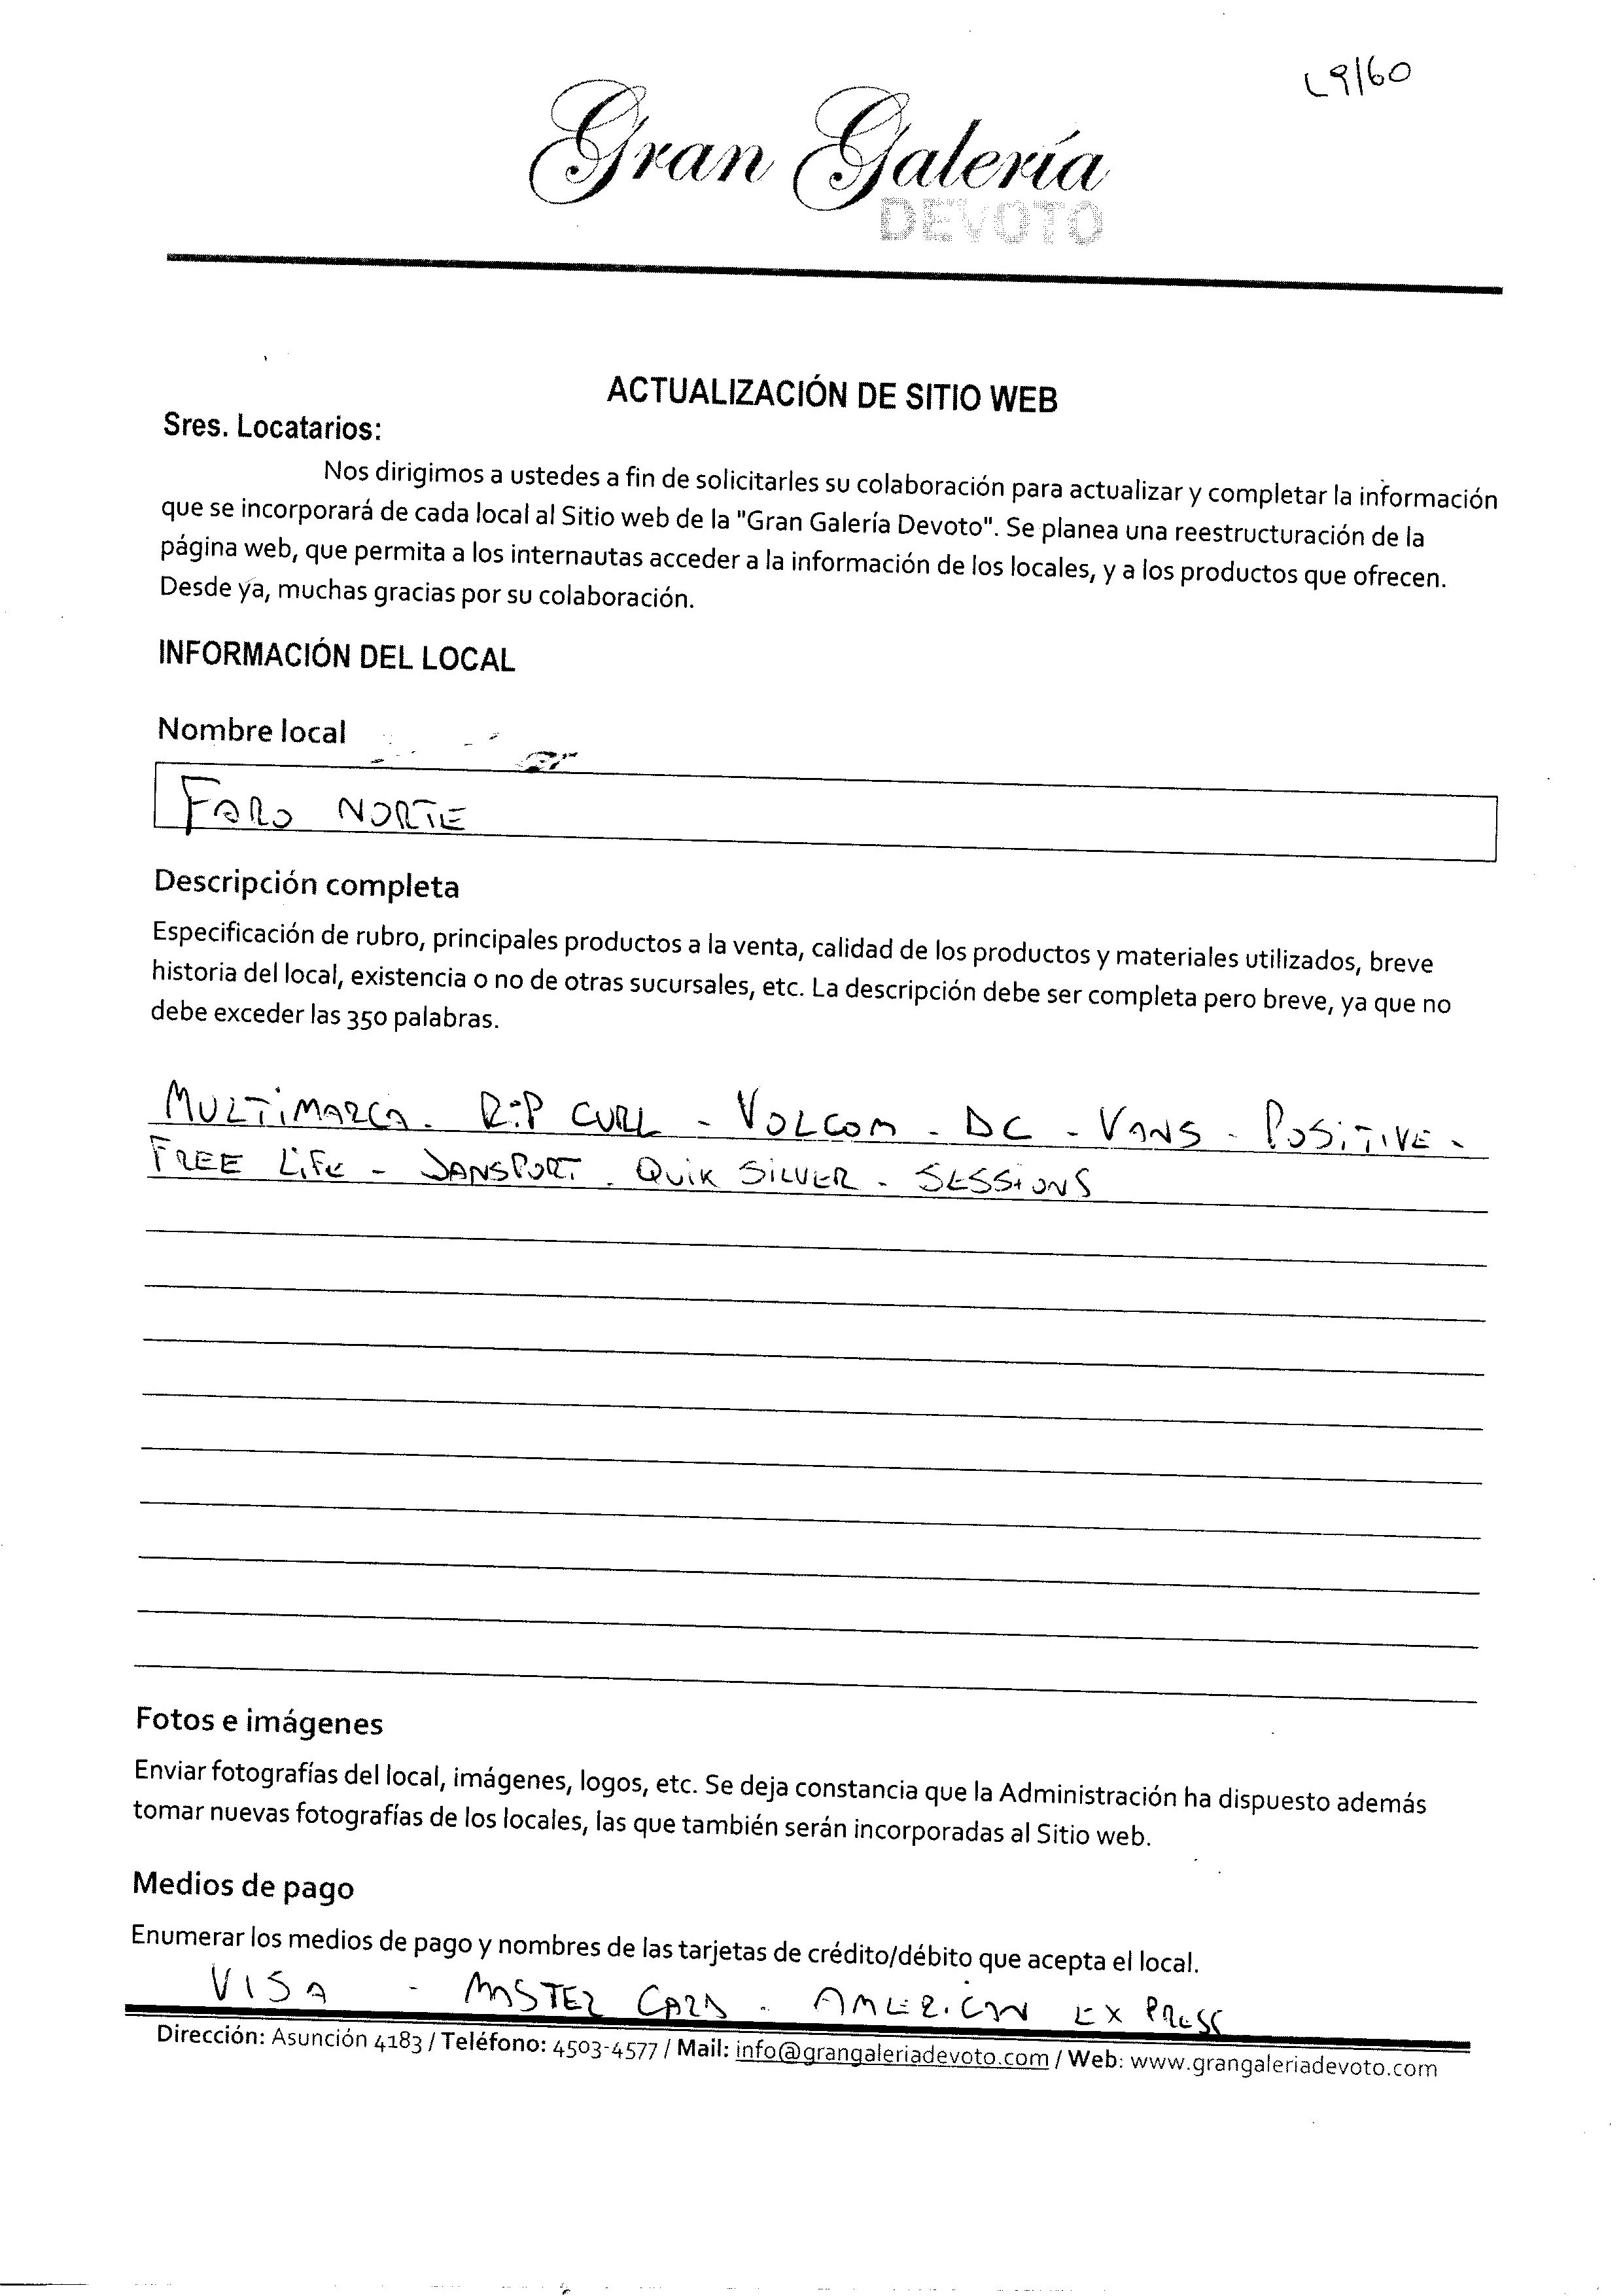 L9/60
Gran Galería
DEVOTO
ACTUALIZACIÓN DE SITIO WEB
Sres. Locatarios:
Nos dirigimos a ustedes a fin de solicitarles su colaboración para actualizar y completar la información
que se incorporará de cada local al Sitio web de la "Gran Galería Devoto". Se planea una reestructuración de la
página web, que permita a los internautas acceder a la información de los locales, y a los productos que ofrecen.
Desde ya, muchas gracias por su colaboración.
INFORMACIÓN DEL LOCAL
Nombre local
FARO NORTE
Descripción completa
Especificación de rubro, principales productos a la venta, calidad de los productos y materiales utilizados, breve
historia del local, existencia o no de otras sucursales, etc. La descripción debe ser completa pero breve, ya que no
debe exceder las 350 palabras.
MULTIMARCA - RIP CURL - VOLCOM - DC - VANS - POSITIVE -
FREE LIFE - JANSPORT - QUIK SILVER - SESSIONS
Fotos e imágenes
Enviar fotografías del local, imágenes, logos, etc. Se deja constancia que la Administración ha dispuesto además
tomar nuevas fotografías de los locales, las que también serán incorporadas al Sitio web.
Medios de pago
Enumerar los medios de pago y nombres de las tarjetas de crédito/débito que acepta el local.
VISA - MASTER CARD - AMERICAN EXPRESS
Dirección: Asunción 4183 / Teléfono: 4503-4577 / Mail: info@grangaleriadevoto.com / Web: www.grangaleriadevoto.com